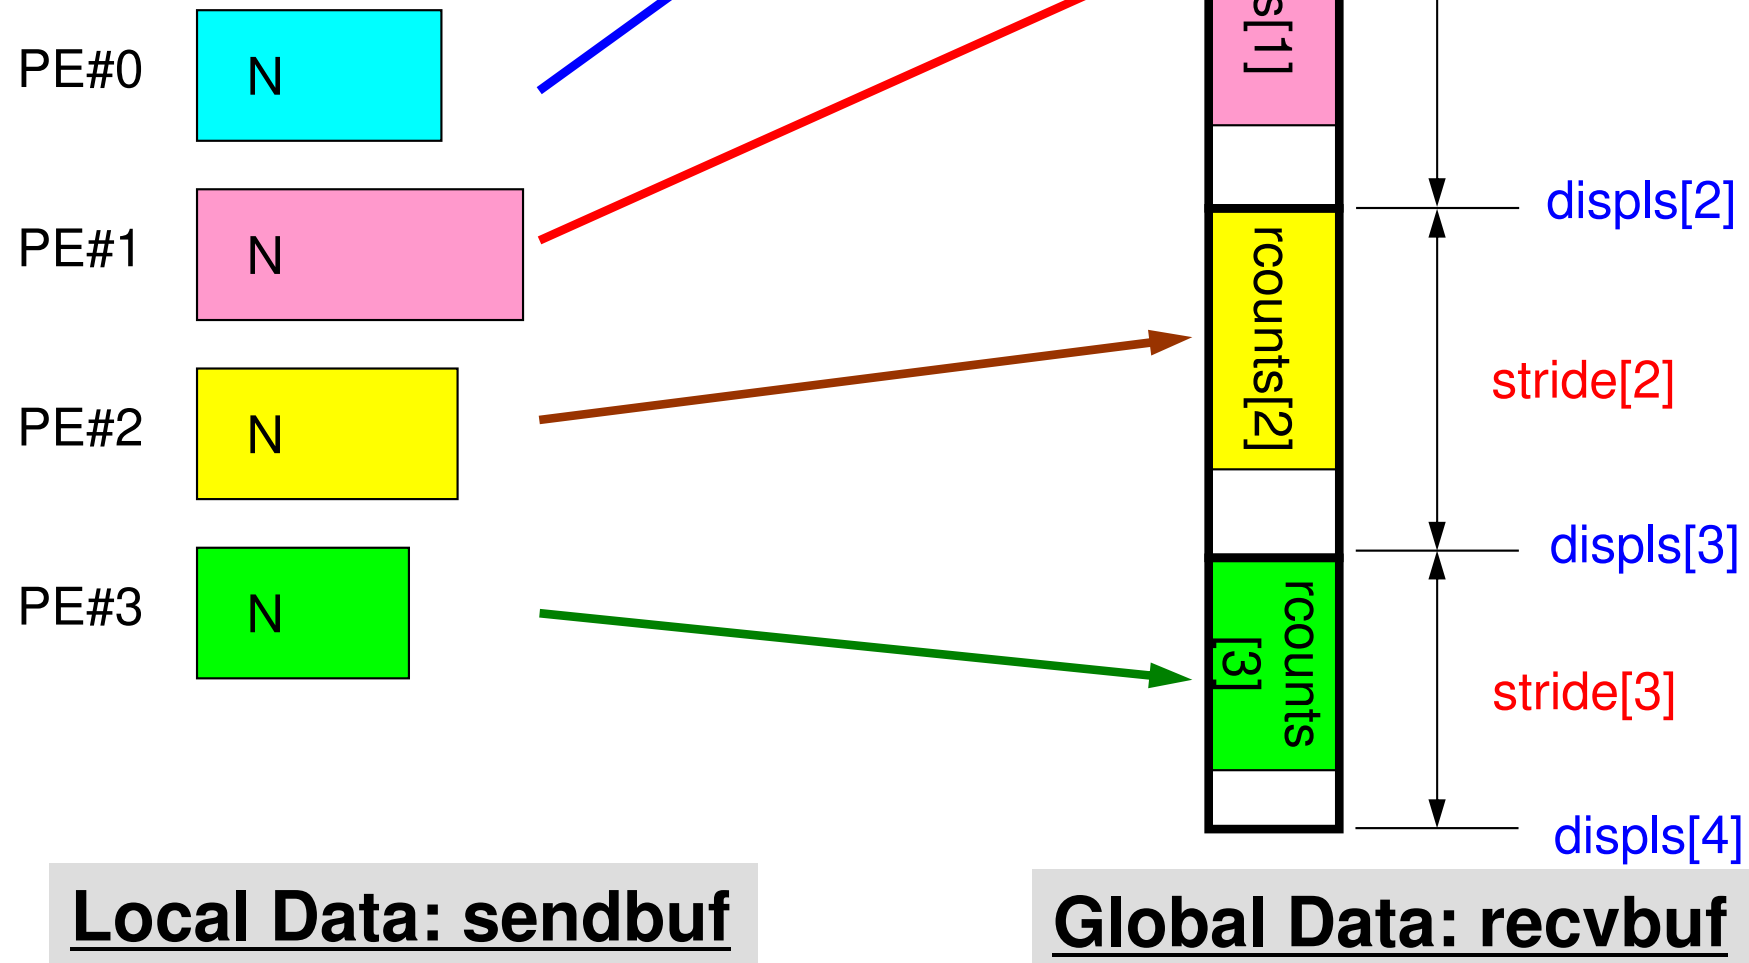 PE#0
N
PE#1
N
PE#2
N
PE#3
N
s[1]
rcounts[2]
rcounts
[3]
displs[2]
stride[2]
displs[3]
stride[3]
displs[4]
Local Data: sendbuf
Global Data: recvbuf